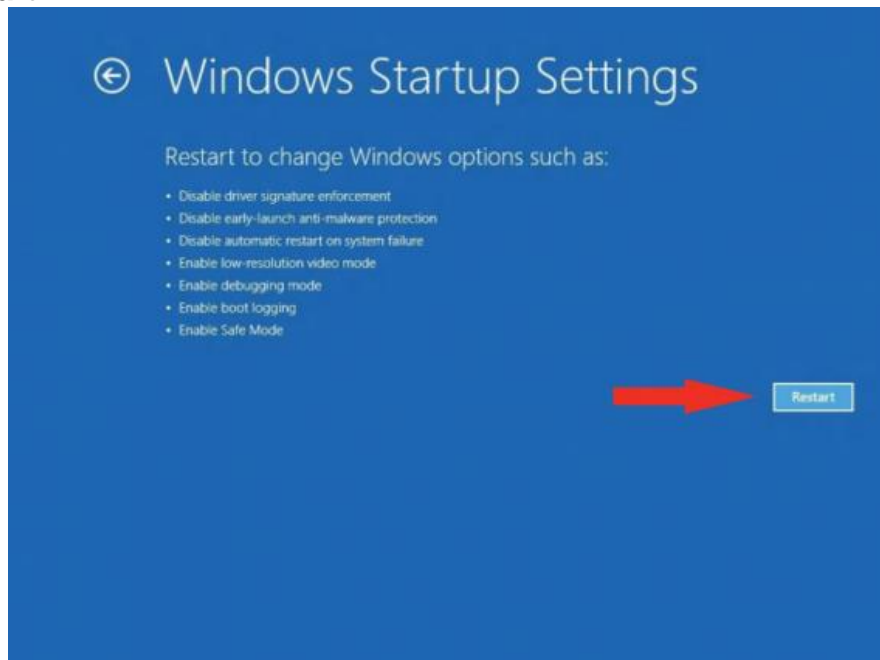 Windows Startup Settings
Restart to change Windows options such as:
• Disable driver signature enforcement
• Disable early-launch anti-malware protection
• Disable automatic restart on system failure
• Enable low-resolution video mode
• Enable debugging mode
• Enable boot logging
• Enable Safe Mode
Restart